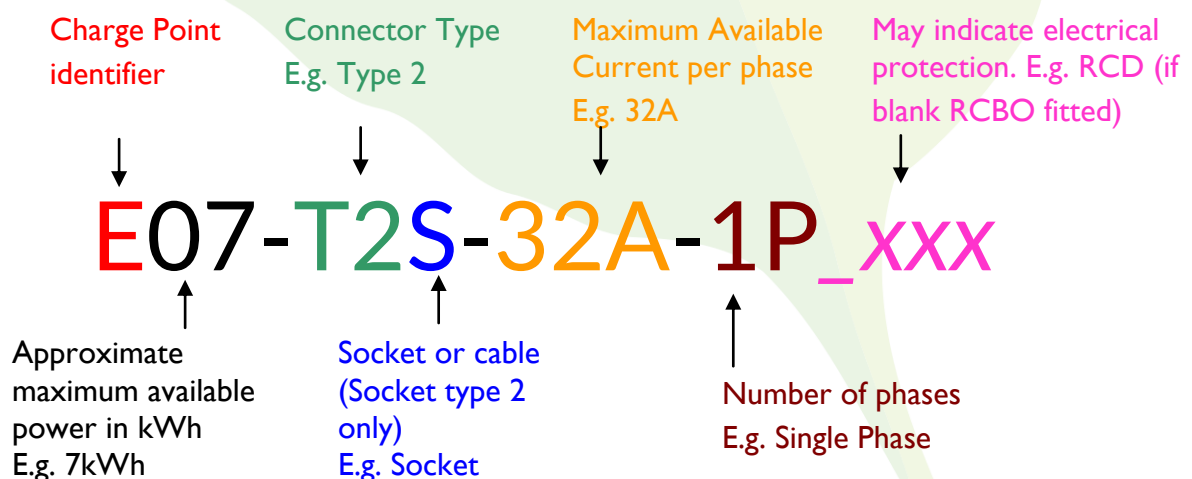 Charge Point
identifier
Connector Type
E.g. Type 2
Maximum Available
Current per phase
E.g. 32A
May indicate electrical
protection. E.g. RCD (if
blank RCBO fitted)
E07-T2S-32A-1P_xxx
Approximate
maximum available
power in kWh
E.g. 7kWh
Socket or cable
(Socket type 2
only)
E.g. Socket
Number of phases
E.g. Single Phase